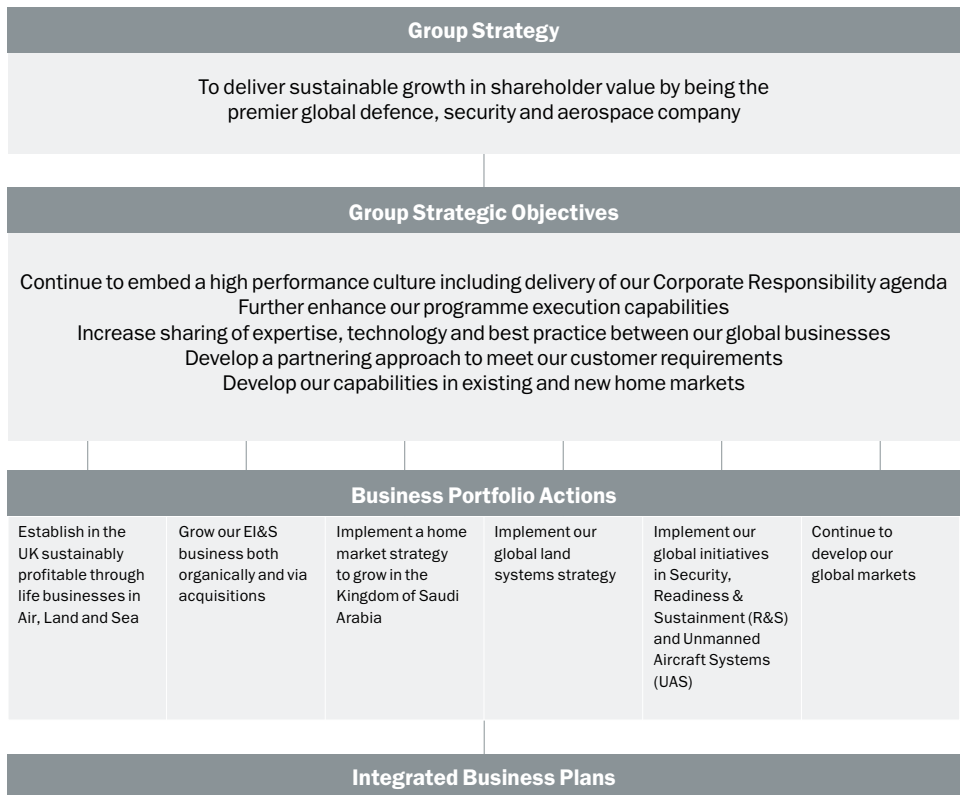 Group Strategy
To deliver sustainable growth in shareholder value by being the
premier global defence, security and aerospace company
Group Strategic Objectives
Continue to embed a high performance culture including delivery of our Corporate Responsibility agenda
Further enhance our programme execution capabilities
Increase sharing of expertise, technology and best practice between our global businesses
Develop a partnering approach to meet our customer requirements
Develop our capabilities in existing and new home markets
Business Portfolio Actions
Establish in the
UK sustainably
profitable through
life businesses in
Air, Land and Sea
Grow our EI&S
business both
organically and via
acquisitions
Implement a home
market strategy
to grow in the
Kingdom of Saudi
Arabia
Implement our
global land
systems strategy
Implement our
global initiatives
in Security,
Readiness &
Sustainment (R&S)
and Unmanned
Aircraft Systems
(UAS)
Continue to
develop our
global markets
Integrated Business Plans